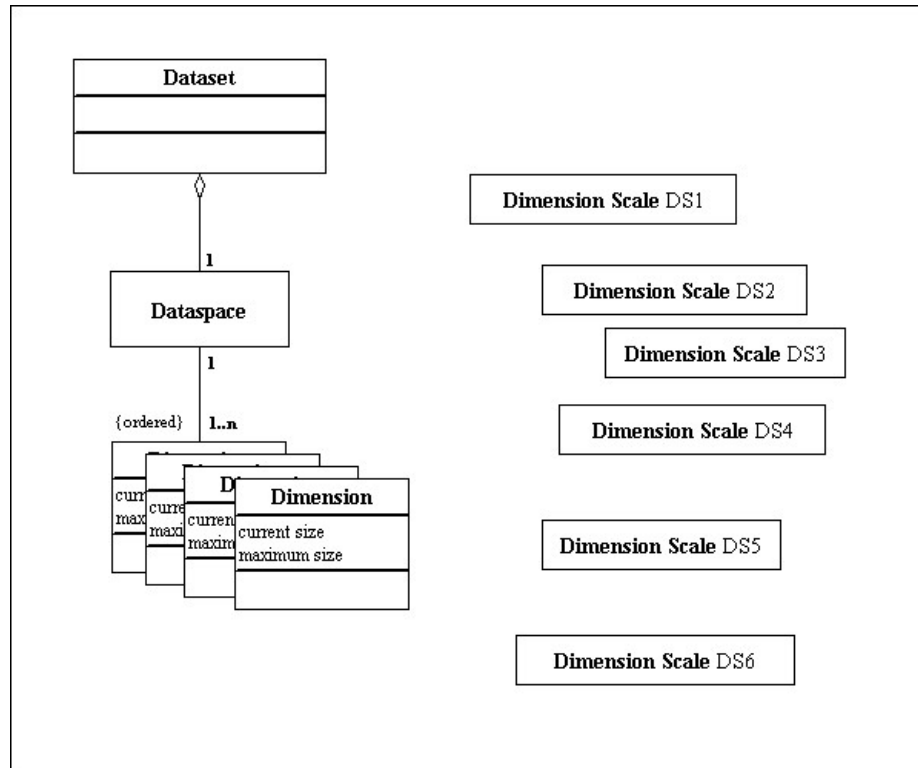 Dataset
Dimension Scale DS1
1
Dataspace
Dimension Scale DS2
Dimension Scale DS3
1
{ordered}
1..n
Dimension Scale DS4
Dimension
current size
maximum size
current
Dimension Scale DS5
Dimension Scale DS6